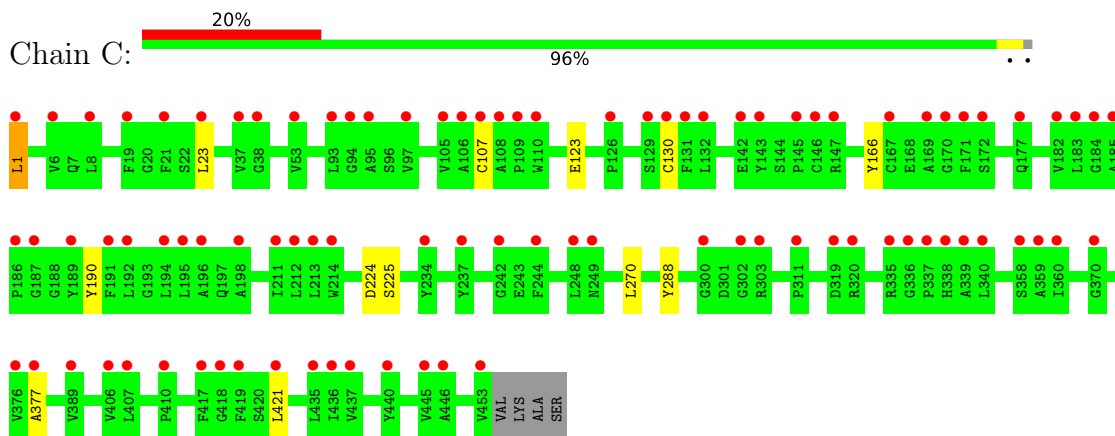 20%
Chain C:
96%
L1 V6 Q7 L8 F19 G20 F21 S22 L23 V37 G38 V53 L93 G94 A95 S96 V97 V105 A106 C107 A108 P109 W110 E123 P126 S129 C130 F131 L132 E142 Y143 S144 P145 C146 R147 Y166 C167 E168 A169 G170 F171 S172 Q177 V182 L183 G184 A185
P186 G187 G188 Y189 Y190 F191 L192 G193 L194 L195 A196 Q197 A198 I211 L212 L213 W214 D224 S225 Y234 Y237 G242 E243 F244 L248 N249 L270 Y288 G300 D301 G302 R303 P311 D319 R320 R335 G336 P337 H338 A339 L340 S358 A359 I360 G370
V376 A377 V389 V406 L407 P410 F417 G418 F419 S420 L421 L435 I436 V437 Y440 V445 A446 V453 VAL LYS ALA SER